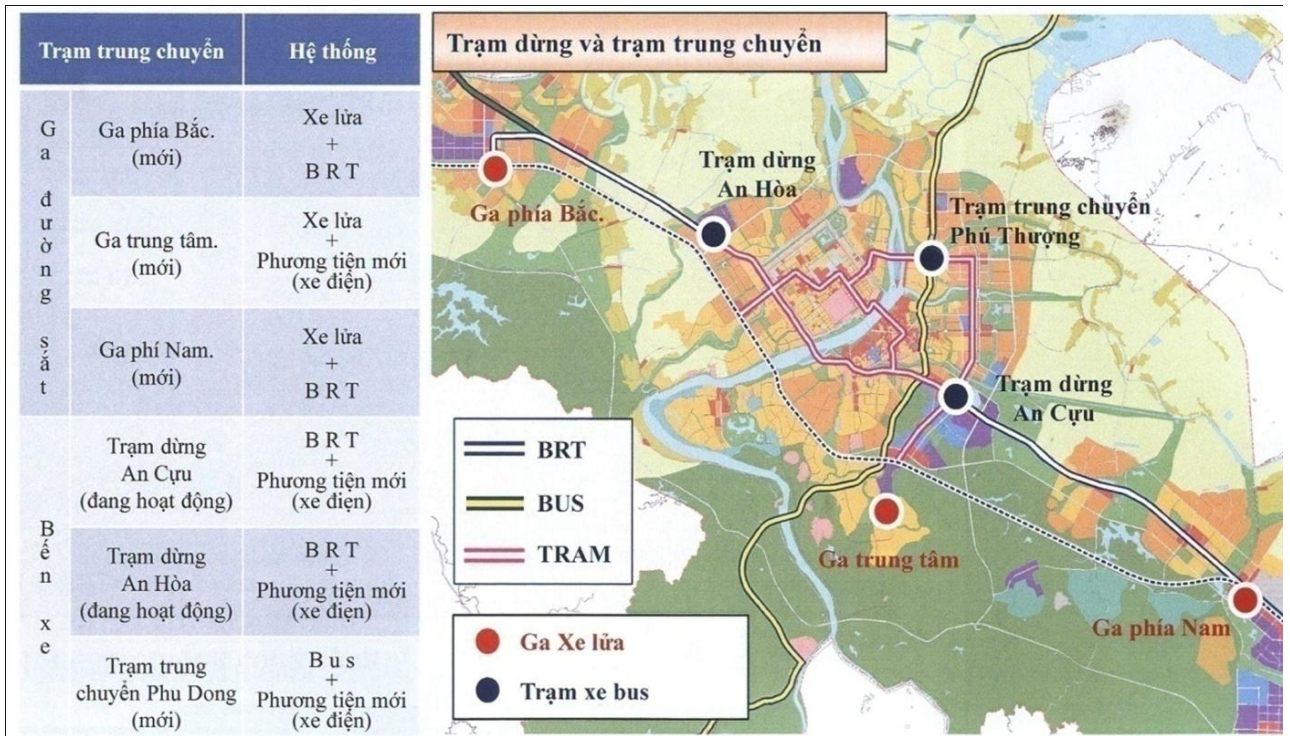 Trạm trung chuyển
Hệ thống
Ga đường sắt
Ga phía Bắc.
(mới)
Xe lửa
+
B R T
Ga trung tâm.
(mới)
Xe lửa
+
Phương tiện mới
(xe điện)
Ga phí Nam.
(mới)
Xe lửa
+
B R T
Bến xe
Trạm dừng
An Cựu
(đang hoạt động)
B R T
+
Phương tiện mới
(xe điện)
Trạm dừng
An Hòa
(đang hoạt động)
B R T
+
Phương tiện mới
(xe điện)
Trạm trung
chuyển Phu Dong
(mới)
B u s
+
Phương tiện mới
(xe điện)
Trạm dừng và trạm trung chuyển
Trạm dừng
An Hòa
Ga phía Bắc.
Trạm trung chuyển
Phú Thượng
Trạm dừng
An Cựu
Ga trung tâm
Ga phía Nam
BRT
BUS
TRAM
Ga Xe lửa
Trạm xe bus